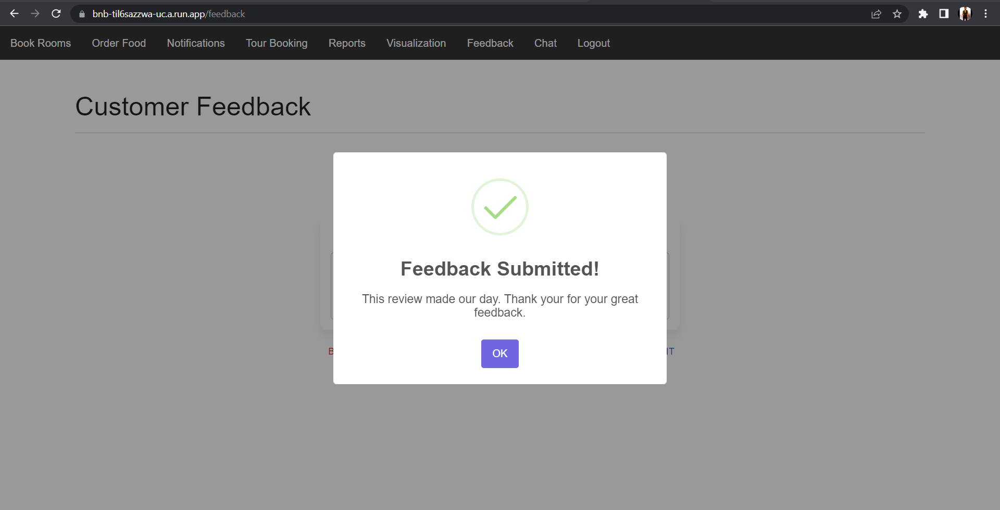 bnb-til6sazzwa-uc.a.run.app/feedback
Book Rooms Order Food Notifications Tour Booking Reports Visualization Feedback Chat Logout
Customer Feedback
Feedback Submitted!
This review made our day. Thank your for your great
feedback.
OK